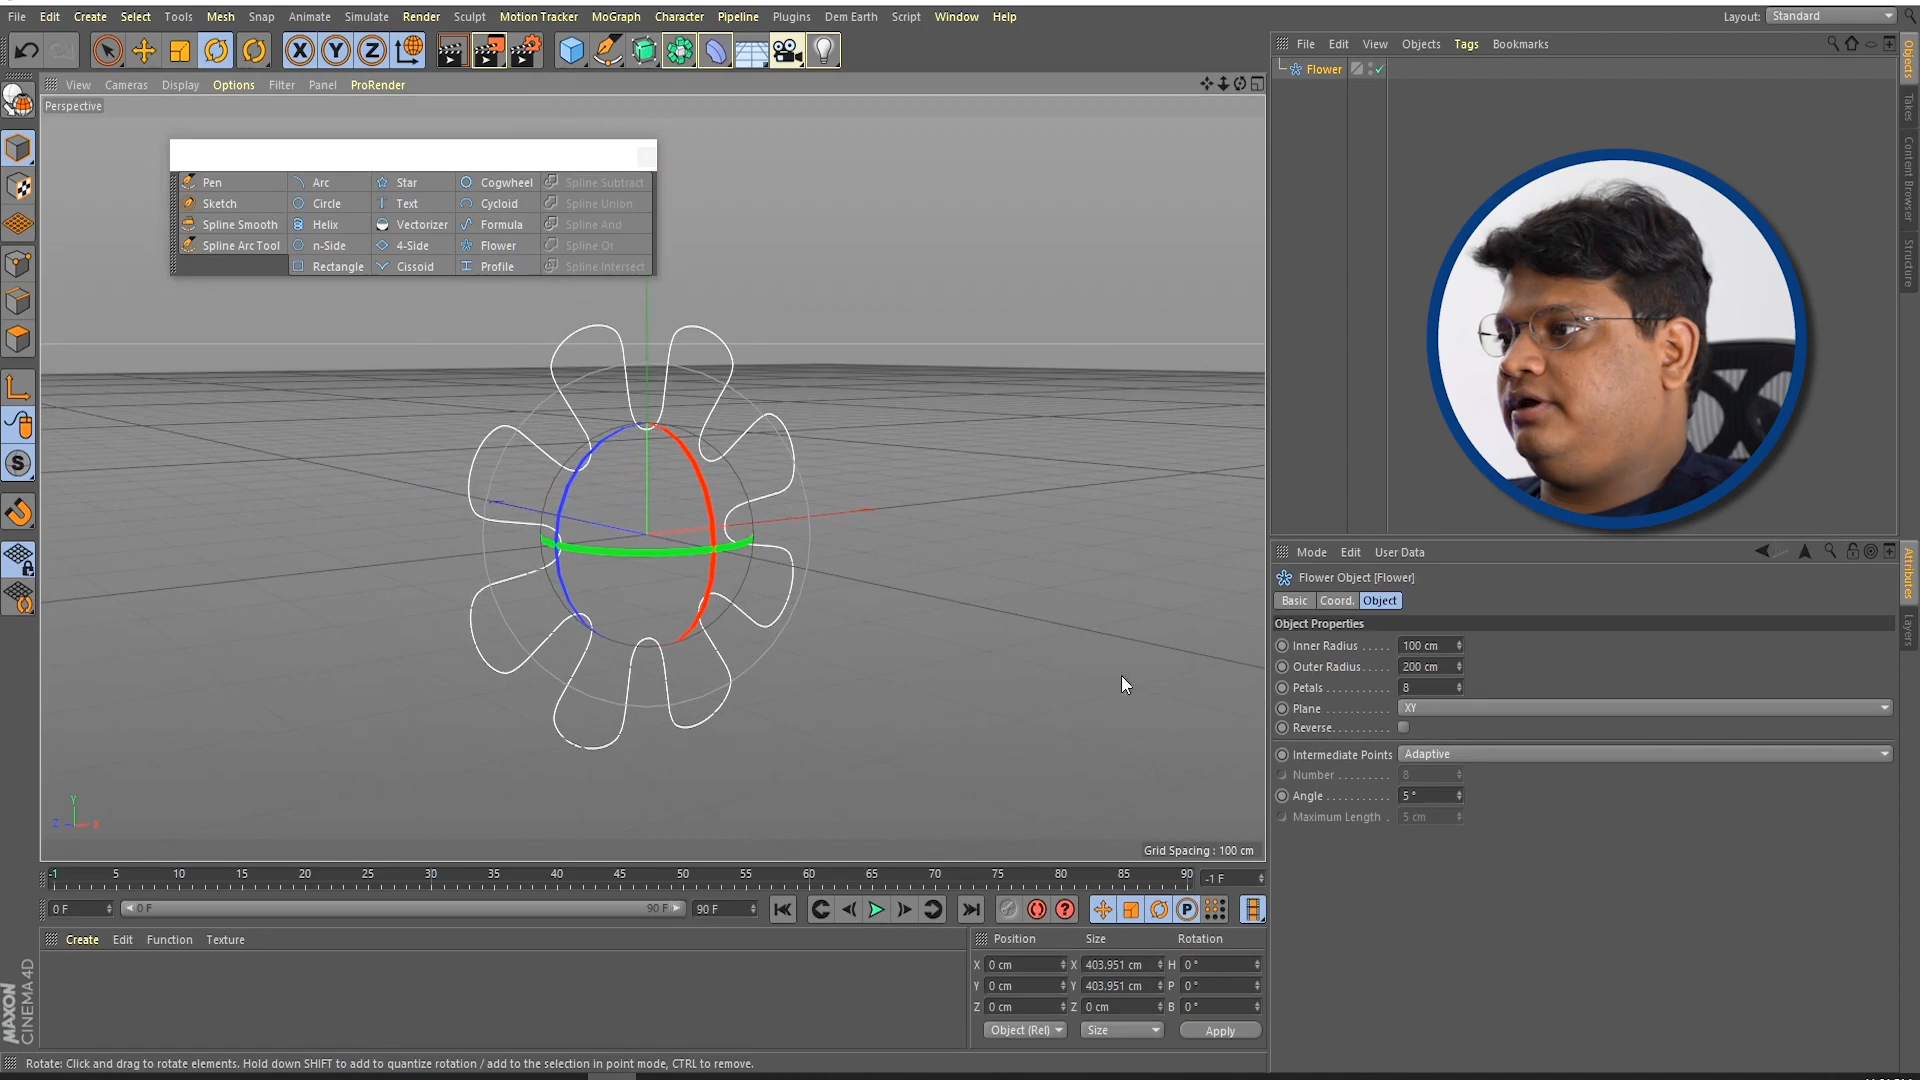 File Edit Create Select Tools Mesh Snap Animate Simulate Render Sculpt Motion Tracker MoGraph Character Pipeline Plugins Dem Earth Script Window Help
Layout: Standard
X Y Z
View Cameras Display Options Filter Panel ProRender
Perspective
Pen Arc Star Cogwheel Spline Subtract
Sketch Circle Text Cycloid Spline Union
Spline Smooth Helix Vectorizer Formula Spline And
Spline Arc Tool n-Side 4-Side Flower Spline Or
Rectangle Cissoid Profile Spline Intersect
S
Y
Z X
Grid Spacing : 100 cm
-1 5 10 15 20 25 30 35 40 45 50 55 60 65 70 75 80 85 90 -1 F
0 F 0 F 90 F 90 F
P
Create Edit Function Texture
Position Size Rotation
X 0 cm X 403.951 cm H 0 °
Y 0 cm Y 403.951 cm P 0 °
Z 0 cm Z 0 cm B 0 °
Object (Rel) Size Apply
MAXON
CINEMA 4D
Rotate: Click and drag to rotate elements. Hold down SHIFT to add to quantize rotation / add to the selection in point mode, CTRL to remove.
File Edit View Objects Tags Bookmarks
Flower
Objects
Takes
Content Browser
Structure
Mode Edit User Data
Flower Object [Flower]
Basic Coord. Object
Object Properties
Inner Radius . . . . . 100 cm
Outer Radius. . . . . 200 cm
Petals . . . . . . . . . . . 8
Plane . . . . . . . . . . . XY
Reverse. . . . . . . . . .
Intermediate Points Adaptive
Number . . . . . . . . . 8
Angle . . . . . . . . . . . 5 °
Maximum Length . 5 cm
Attributes
Layers